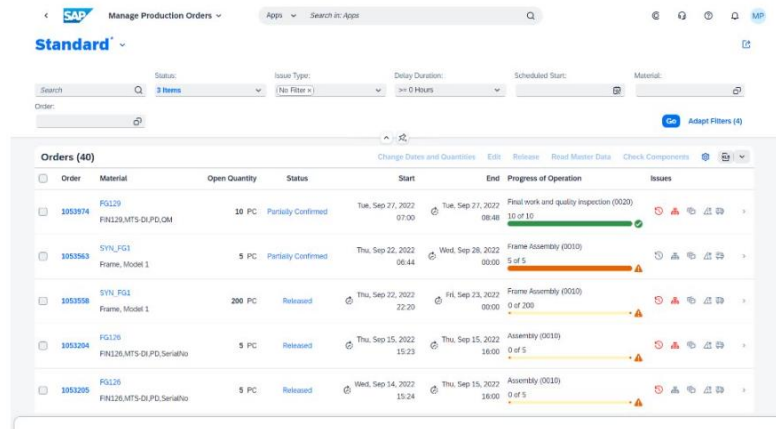 SAP Manage Production Orders Apps Search in: Apps MP
Standard*
Status: Issue Type: Delay Duration: Scheduled Start: Material:
Search 3 Items (No Filter x) >= 0 Hours
Order:
Go Adapt Filters (4)
Orders (40) Change Dates and Quantities Edit Release Read Master Data Check Components
Order Material Open Quantity Status Start End Progress of Operation Issues
1053974 FG129 10 PC Partially Confirmed Tue, Sep 27, 2022 Tue, Sep 27, 2022 Final work and quality inspection (0020)
FIN129,MTS-DI,PD,QM 07:00 08:48 10 of 10
1053563 SYN_FG1 5 PC Partially Confirmed Thu, Sep 22, 2022 Wed, Sep 28, 2022 Frame Assembly (0010)
Frame, Model 1 06:44 00:00 5 of 5
1053558 SYN_FG1 200 PC Released Thu, Sep 22, 2022 Fri, Sep 23, 2022 Frame Assembly (0010)
Frame, Model 1 22:20 00:00 0 of 200
1053204 FG126 5 PC Released Thu, Sep 15, 2022 Thu, Sep 15, 2022 Assembly (0010)
FIN126,MTS-DI,PD,SerialNo 15:23 16:00 0 of 5
1053205 FG126 5 PC Released Wed, Sep 14, 2022 Thu, Sep 15, 2022 Assembly (0010)
FIN126,MTS-DI,PD,SerialNo 15:24 16:00 0 of 5